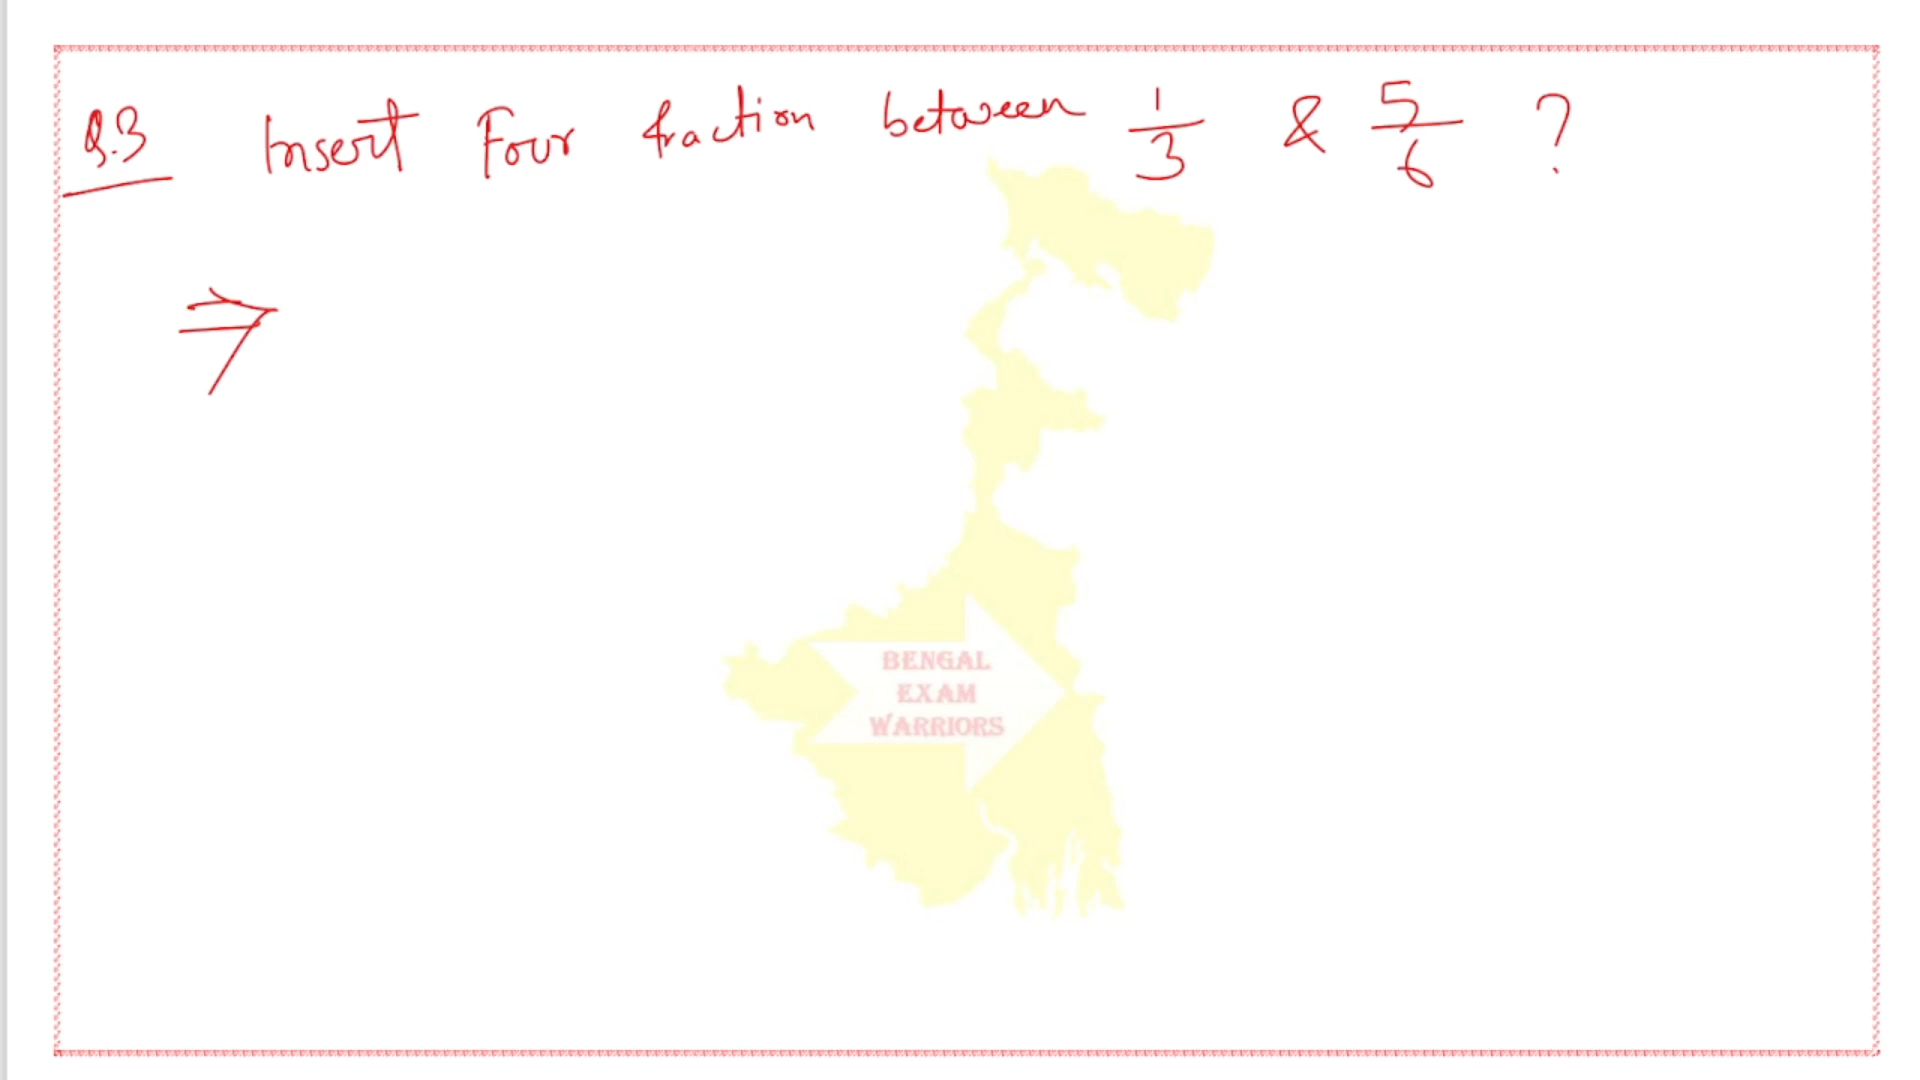 Q.3 Insert Four fraction between 1/3 & 5/6 ?
⇒
BENGAL
EXAM
WARRIORS